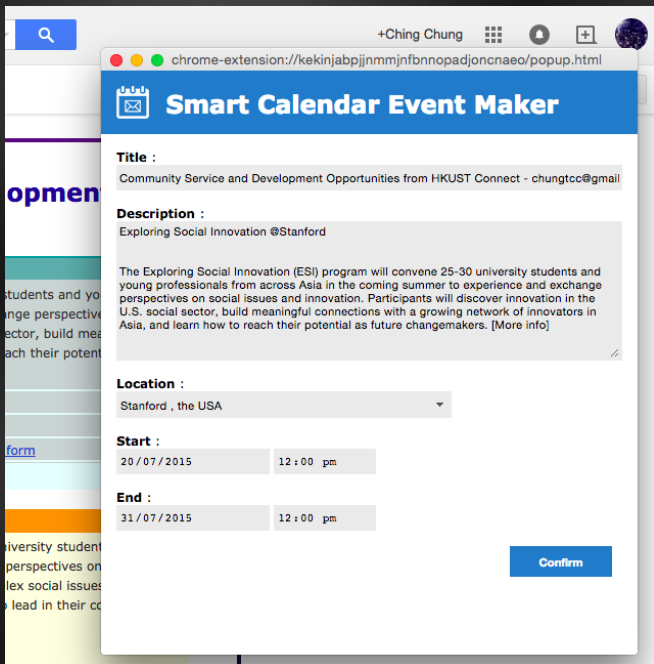 +Ching Chung
chrome-extension://kekinjabpjjnmmjnfbnnopadjoncnaeo/popup.html
Smart Calendar Event Maker
Title :
Community Service and Development Opportunities from HKUST Connect - chungtcc@gmail
Description :
Exploring Social Innovation @Stanford
The Exploring Social Innovation (ESI) program will convene 25-30 university students and
young professionals from across Asia in the coming summer to experience and exchange
perspectives on social issues and innovation. Participants will discover innovation in the
U.S. social sector, build meaningful connections with a growing network of innovators in
Asia, and learn how to reach their potential as future changemakers. [More info]
Location :
Stanford , the USA
Start :
20/07/2015 12:00 pm
End :
31/07/2015 12:00 pm
Confirm
opmen
students and yo
nge perspective
ector, build mea
ach their potent
form
iversity student
perspectives on
lex social issues
lead in their co